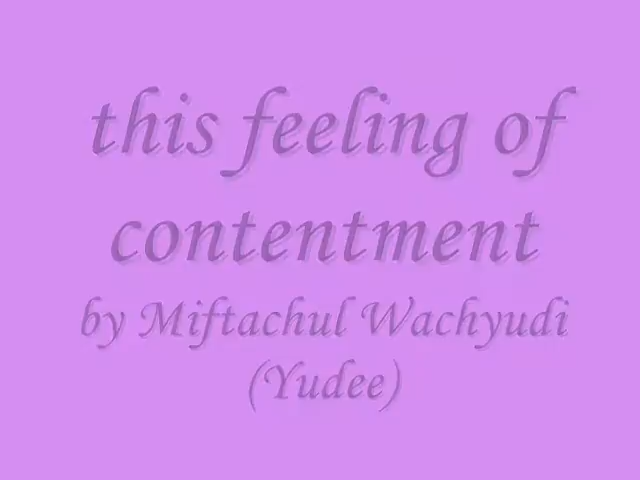 this feeling of
contentment
by Miftachul Wachyudi
(Yudee)